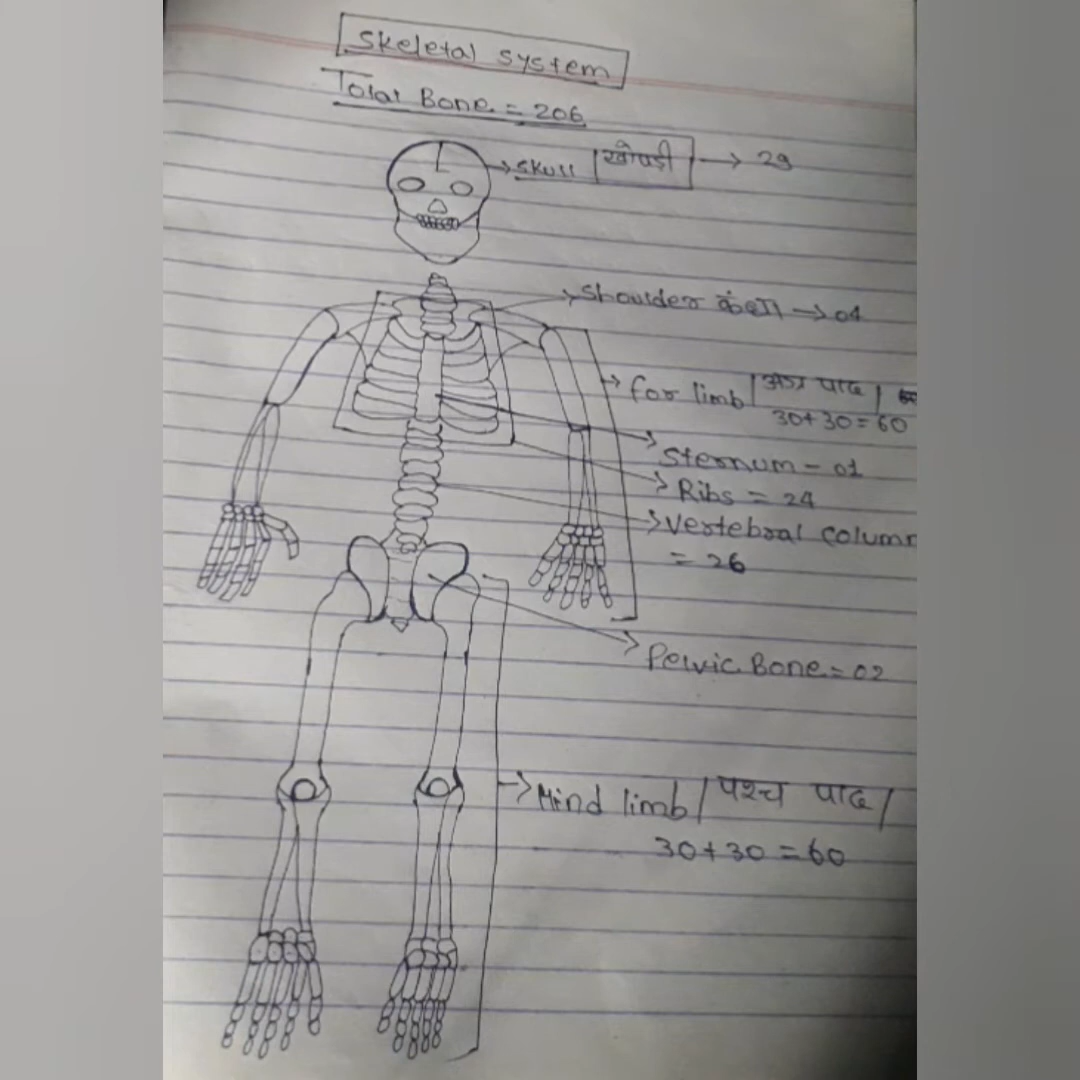 Skeletal system
Total Bone = 206
→ Skull | खोपडी → 29
→ Shoulder कंधा → 04
→ for limb | अग्र पाद |
30+30=60
→ Sternum - 01
→ Ribs = 24
→ Vertebral column
= 26
→ Pelvic Bone = 02
→ Hind limb / पश्च पाद /
30+30=60